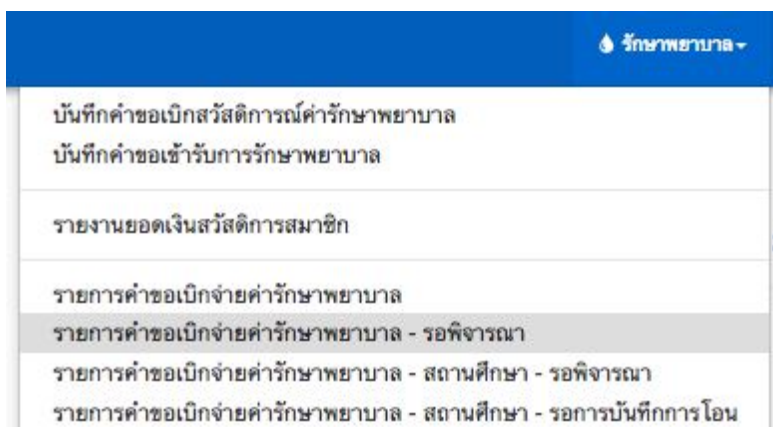 รักษาพยาบาล
บันทึกคำขอเบิกสวัสดิการณ์ค่ารักษาพยาบาล
บันทึกคำขอเข้ารับการรักษาพยาบาล
รายงานยอดเงินสวัสดิการสมาชิก
รายการคำขอเบิกจ่ายค่ารักษาพยาบาล
รายการคำขอเบิกจ่ายค่ารักษาพยาบาล - รอพิจารณา
รายการคำขอเบิกจ่ายค่ารักษาพยาบาล - สถานศึกษา - รอพิจารณา
รายการคำขอเบิกจ่ายค่ารักษาพยาบาล - สถานศึกษา - รอการบันทึกการโอน